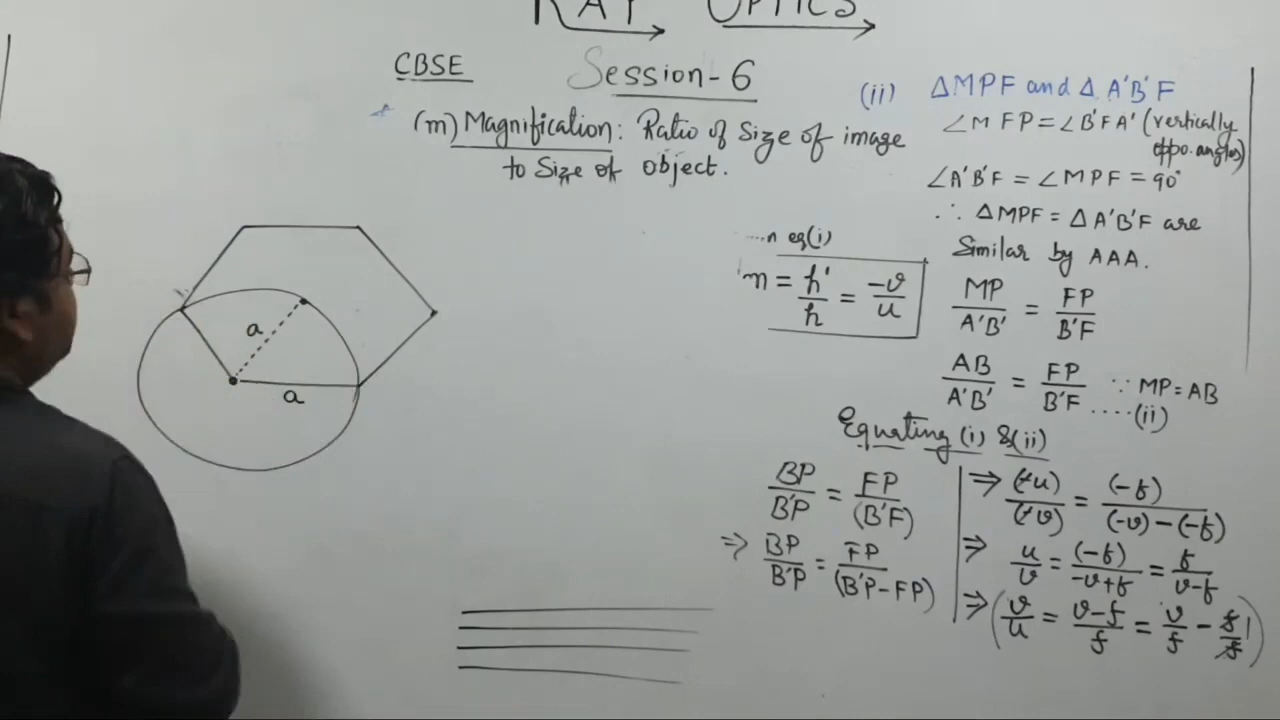 RAY OPTICS
CBSE
Session-6
(m) Magnification: Ratio of Size of image
to Size of object.
a
a
n eq(i)
m = h'/h = -v/u
(ii) ΔMPF and Δ A'B'F
∠MFP = ∠B'FA' (vertically
oppo. angles)
∠A'B'F = ∠MPF = 90°
∴ ΔMPF = ΔA'B'F are
Similar by AAA.
MP/A'B' = FP/B'F
AB/A'B' = FP/B'F ∵ MP = AB
....(ii)
Equating (i) &(ii)
BP/B'P = FP/(B'F)
⇒ BP/B'P = FP/(B'P-FP)
⇒ (-u)/(-v) = (-f)/(-v)-(-f)
⇒ u/v = (-f)/-v+f = f/v-f
⇒ (v/u = v-f/f = v/f - f/f 1)